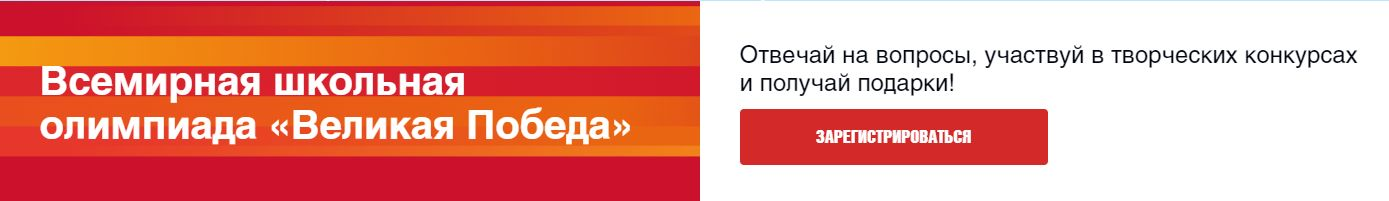 Всемирная школьная
олимпиада «Великая Победа»
Отвечай на вопросы, участвуй в творческих конкурсах
и получай подарки!
ЗАРЕГИСТРИРОВАТЬСЯ